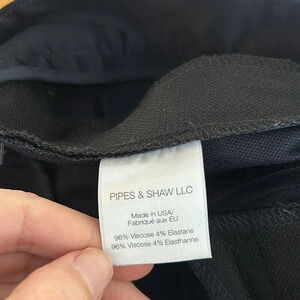 PIPES & SHAW LLC
Made in USA/
Fabriqué aux EU
96% Viscose 4% Elastane
96% Viscose 4% Elasthanne